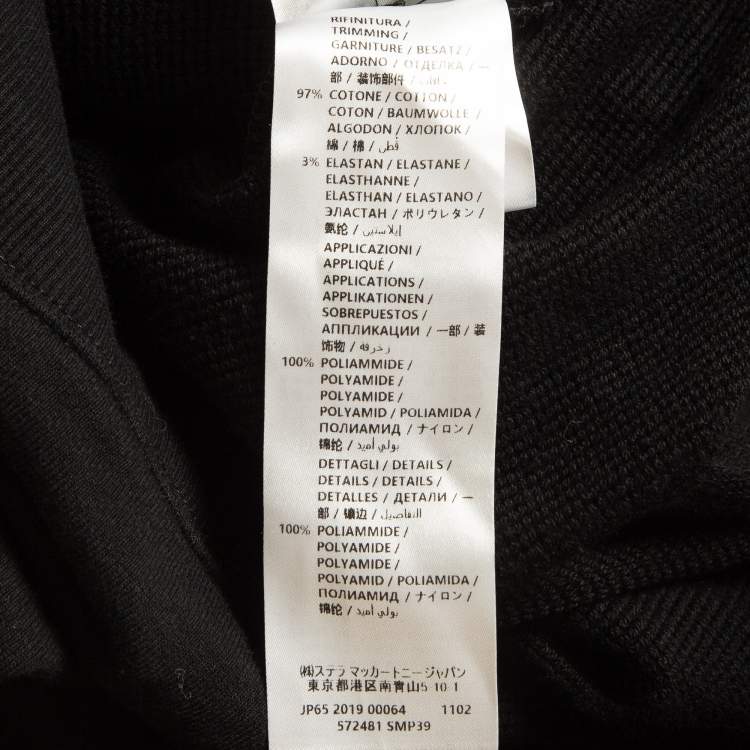 RIFINITURA /
TRIMMING /
GARNITURE / BESATZ /
ADORNO / ОТДЕЛКА / 一
部 / 装饰部件 /
97% COTONE / COTTON /
COTON / BAUMWOLLE /
ALGODON / ХЛОПОК /
綿 / 棉 / قطن
3% ELASTAN / ELASTANE /
ELASTHANNE /
ELASTHAN / ELASTANO /
ЭЛАСТАН / ポリウレタン /
氨纶 / إيلاستين
APPLICAZIONI /
APPLIQUÉ /
APPLICATIONS /
APPLIKATIONEN /
SOBREPUESTOS /
АППЛИКАЦИИ / 一部 / 装
饰物 / زخرفة
100% POLIAMMIDE /
POLYAMIDE /
POLYAMIDE /
POLYAMID / POLIAMIDA /
ПОЛИАМИД / ナイロン /
锦纶 / بولي أميد
DETTAGLI / DETAILS /
DETAILS / DETAILS /
DETALLES / ДЕТАЛИ / 一
部 / 镶边 / التفاصيل
100% POLIAMMIDE /
POLYAMIDE /
POLYAMIDE /
POLYAMID / POLIAMIDA /
ПОЛИАМИД / ナイロン /
锦纶 / بولي أميد
㈱ステラ マッカートニー ジャパン
東京都港区南青山5-10-1
JP65 2019 00064 1102
572481 SMP39